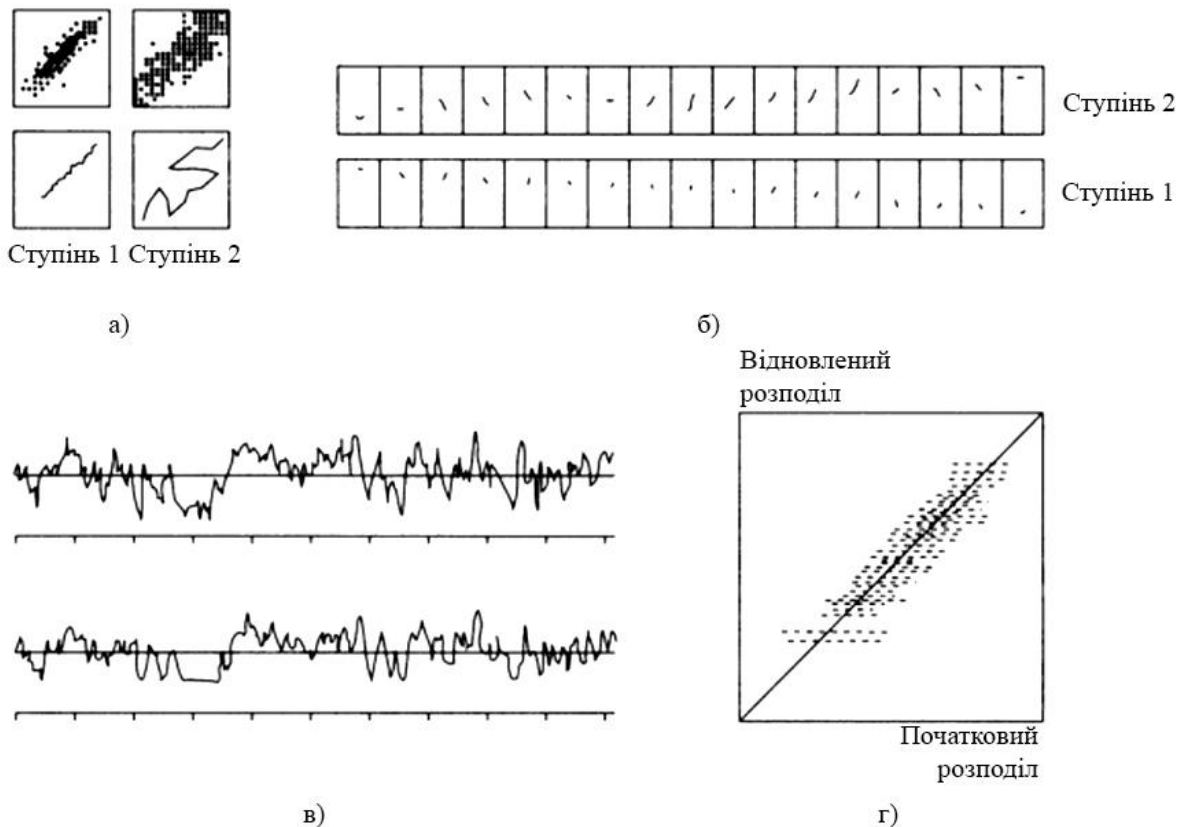 Ступінь 2
Ступінь 1
Ступінь 1 Ступінь 2
а)
б)
Відновлений
розподіл
Початковий
розподіл
в)
г)